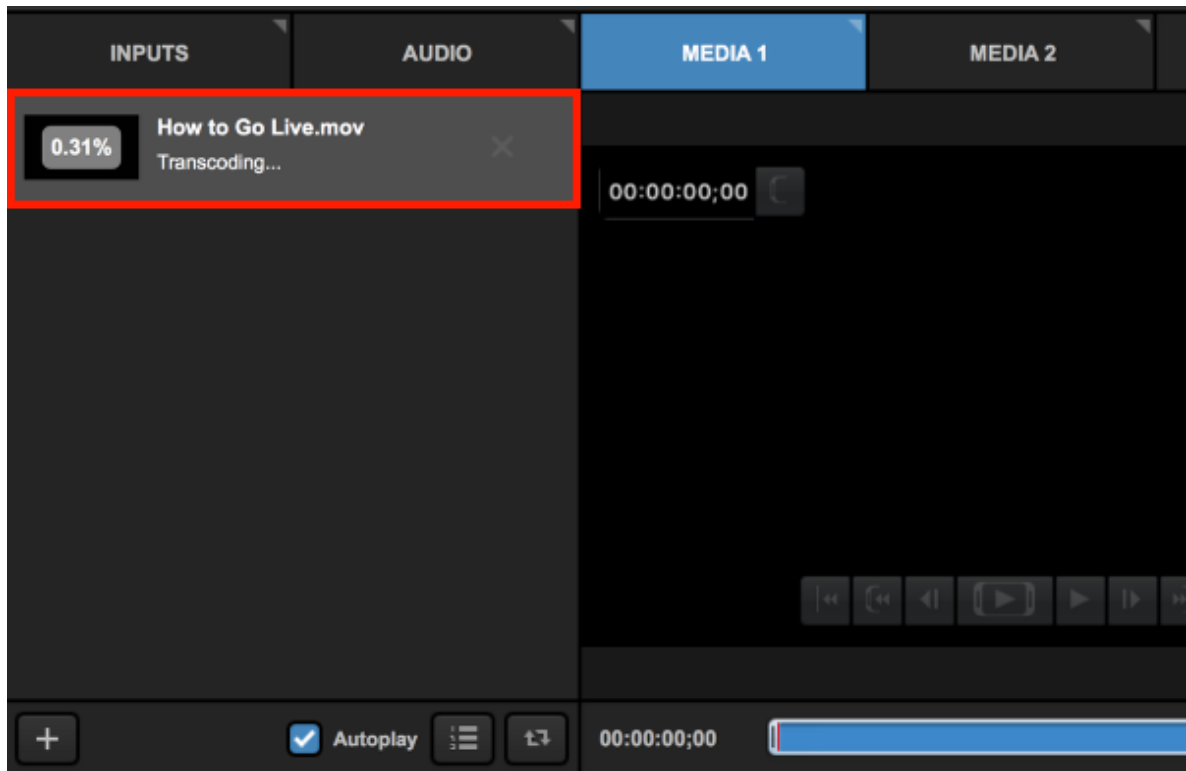 INPUTS
AUDIO
MEDIA 1
MEDIA 2
0.31%
How to Go Live.mov
Transcoding...
00:00:00;00
Autoplay
00:00:00;00